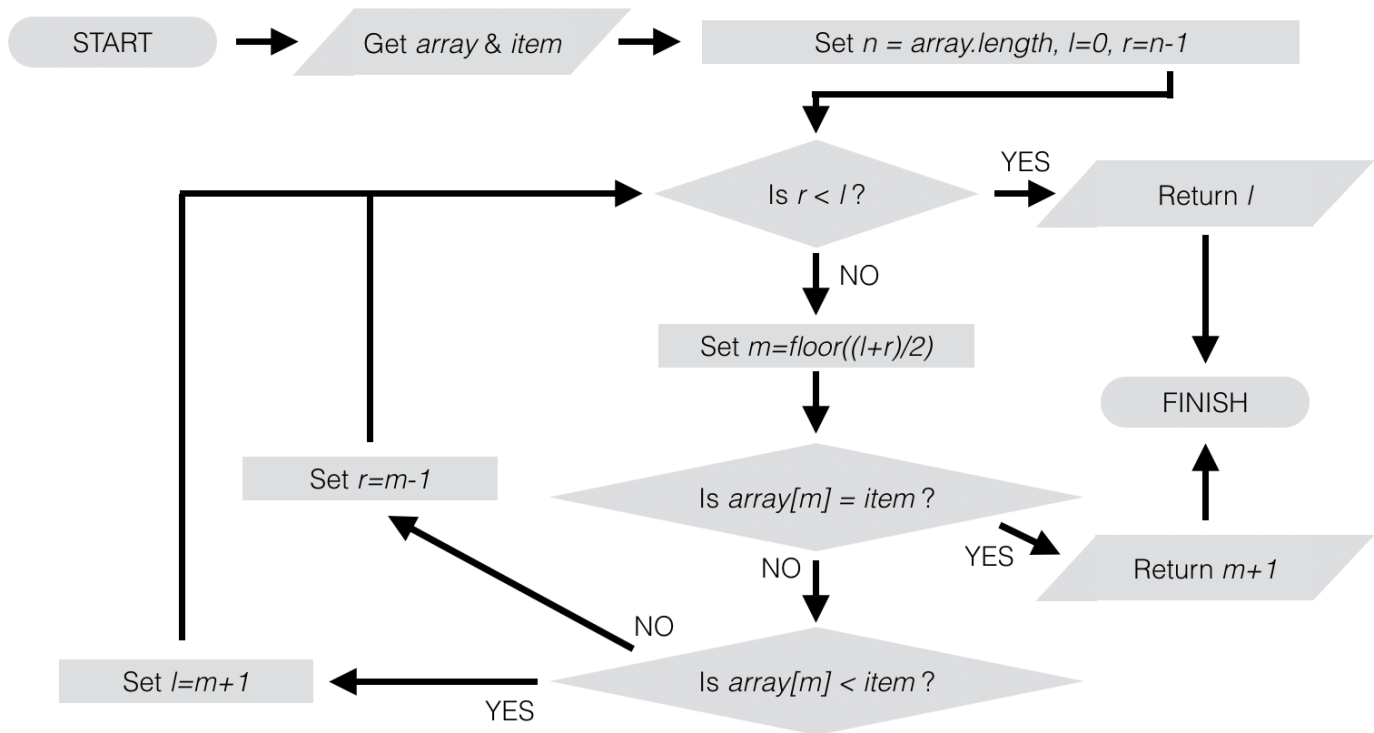 START
Get array & item
Set n = array.length, l=0, r=n-1
Is r < l ?
YES
Return l
NO
Set m=floor((l+r)/2)
FINISH
Set r=m-1
Is array[m] = item ?
YES
Return m+1
NO
NO
Set l=m+1
YES
Is array[m] < item ?